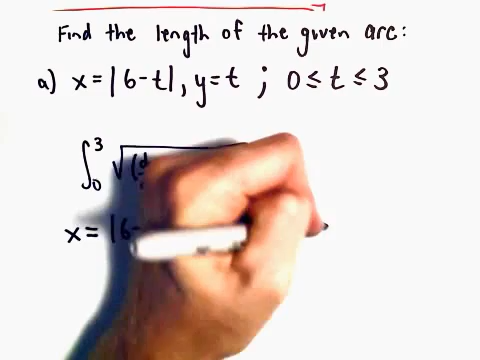 Find the length of the given arc:
a) x = |6 - t|, y = t ; 0 ≤ t ≤ 3
∫₀³ √(d
x = |6-